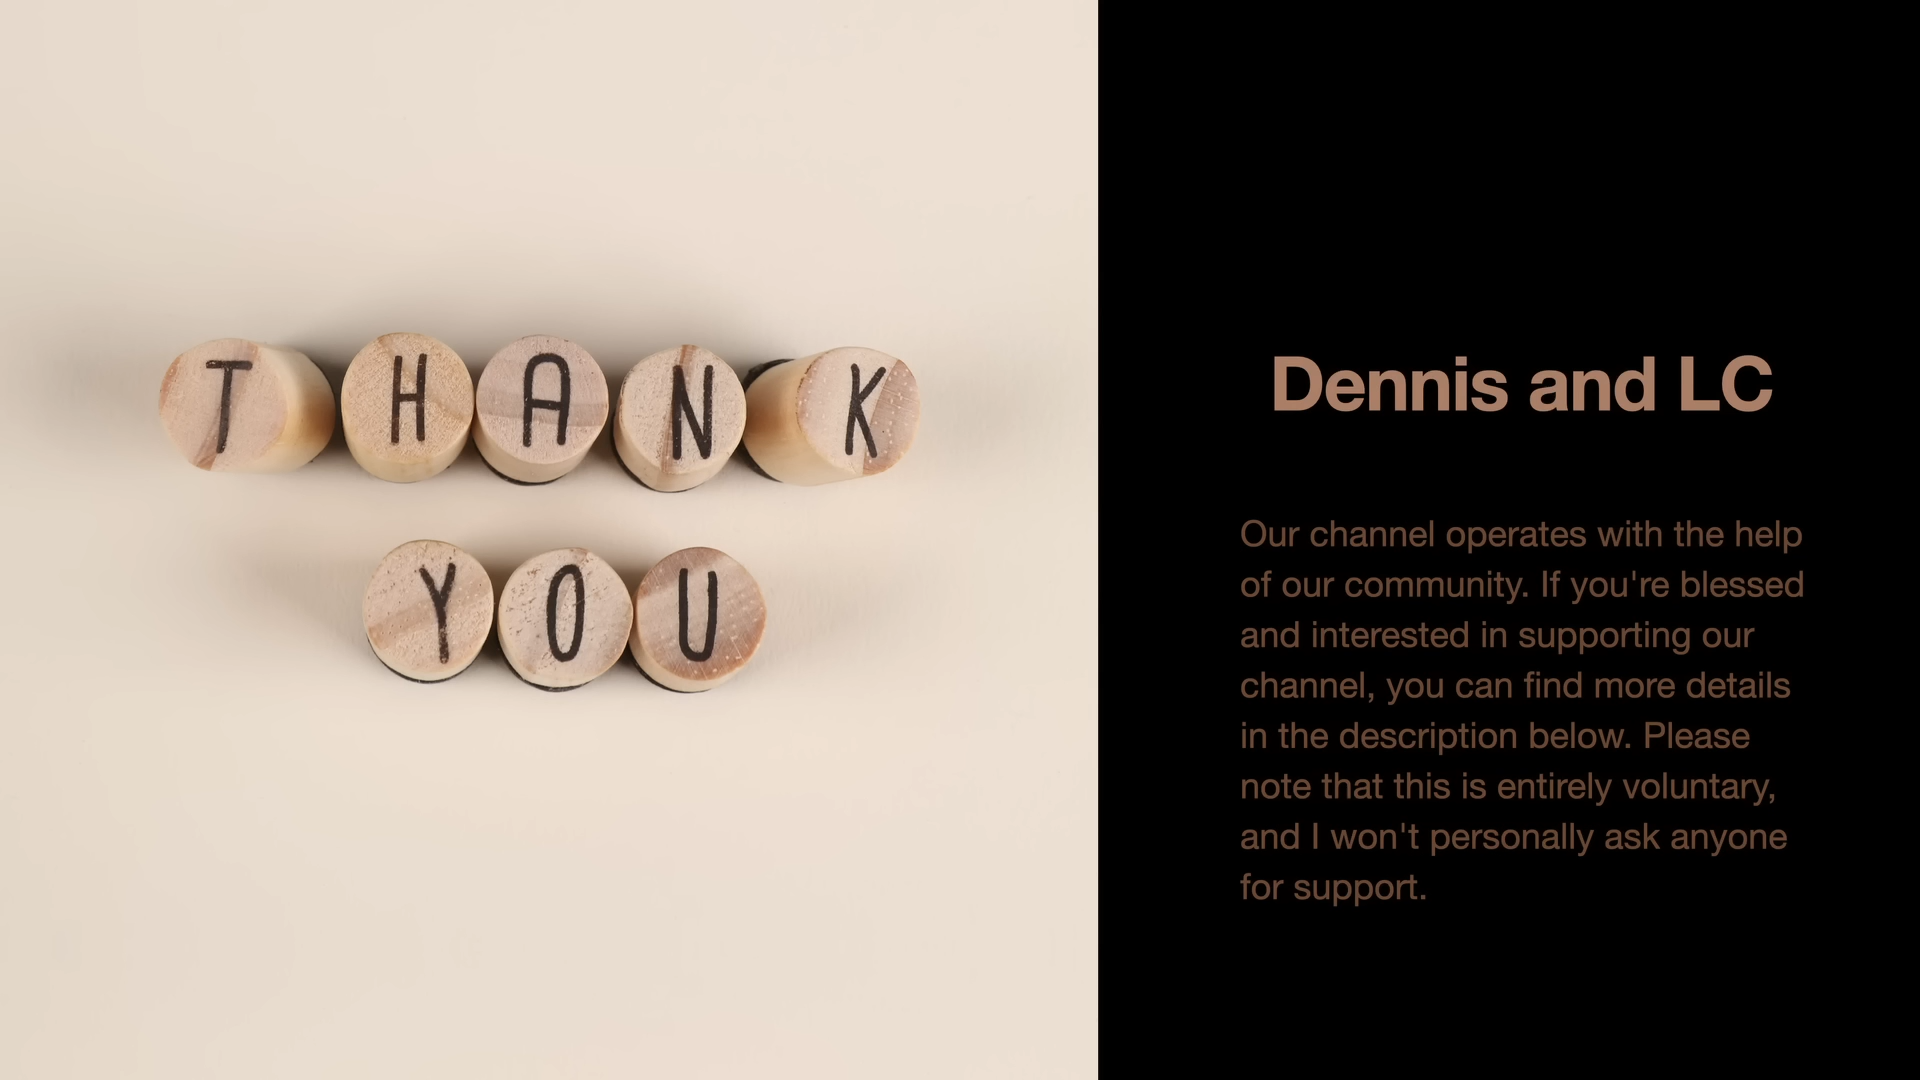 THANK
YOU
Dennis and LC
Our channel operates with the help
of our community. If you're blessed
and interested in supporting our
channel, you can find more details
in the description below. Please
note that this is entirely voluntary,
and I won't personally ask anyone
for support.